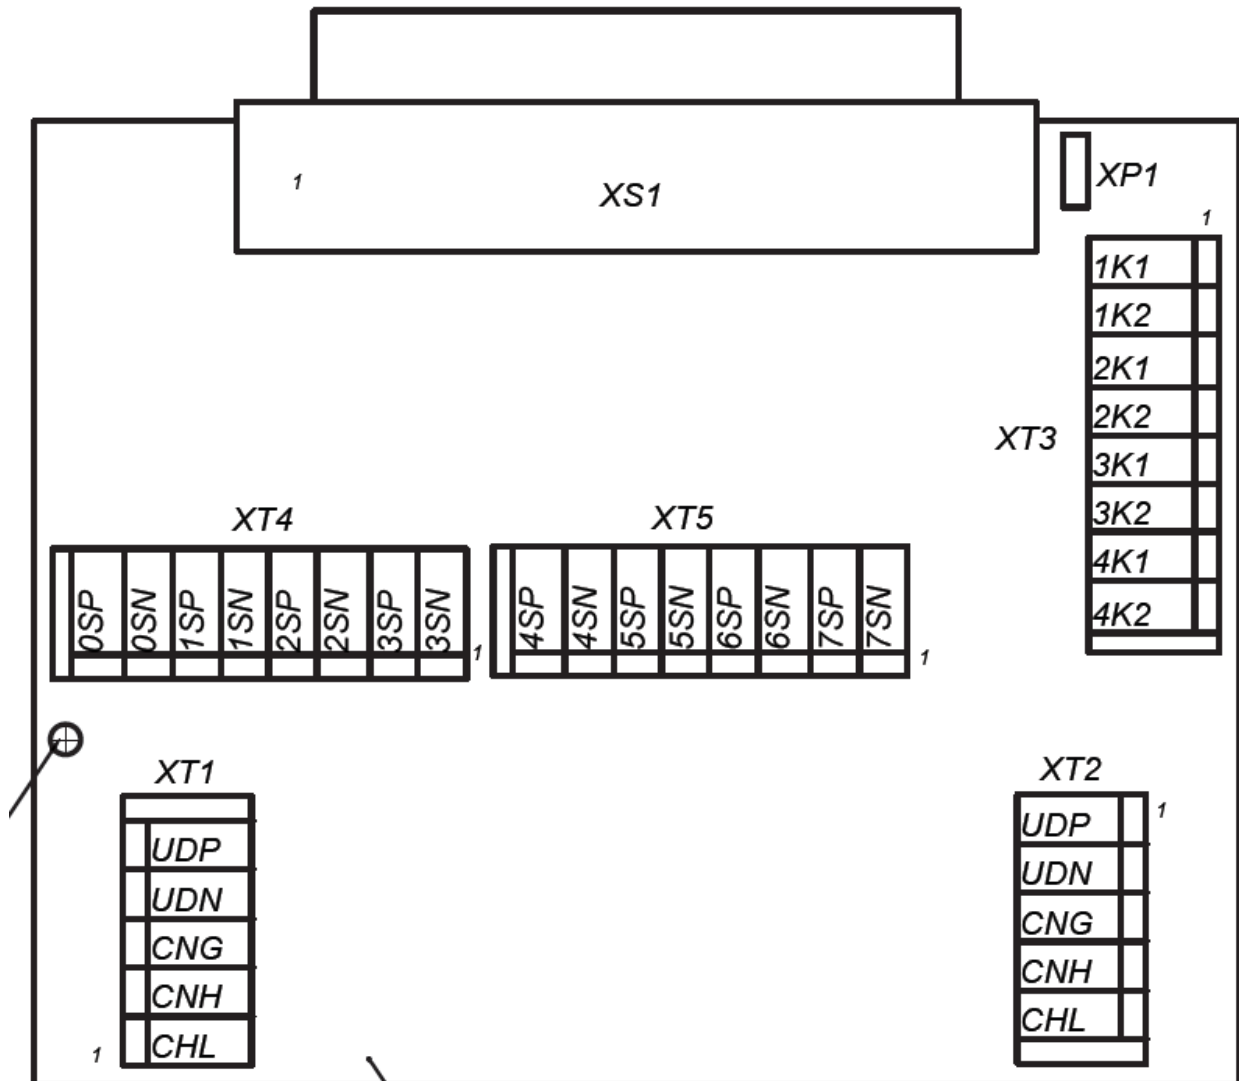 XS1
1
XP1
1
1K1
1K2
2K1
2K2
3K1
3K2
4K1
4K2
XT3
XT4
0SP
0SN
1SP
1SN
2SP
2SN
3SP
3SN
1
XT5
4SP
4SN
5SP
5SN
6SP
6SN
7SP
7SN
1
XT1
UDP
UDN
CNG
CNH
CHL
1
XT2
1
UDP
UDN
CNG
CNH
CHL